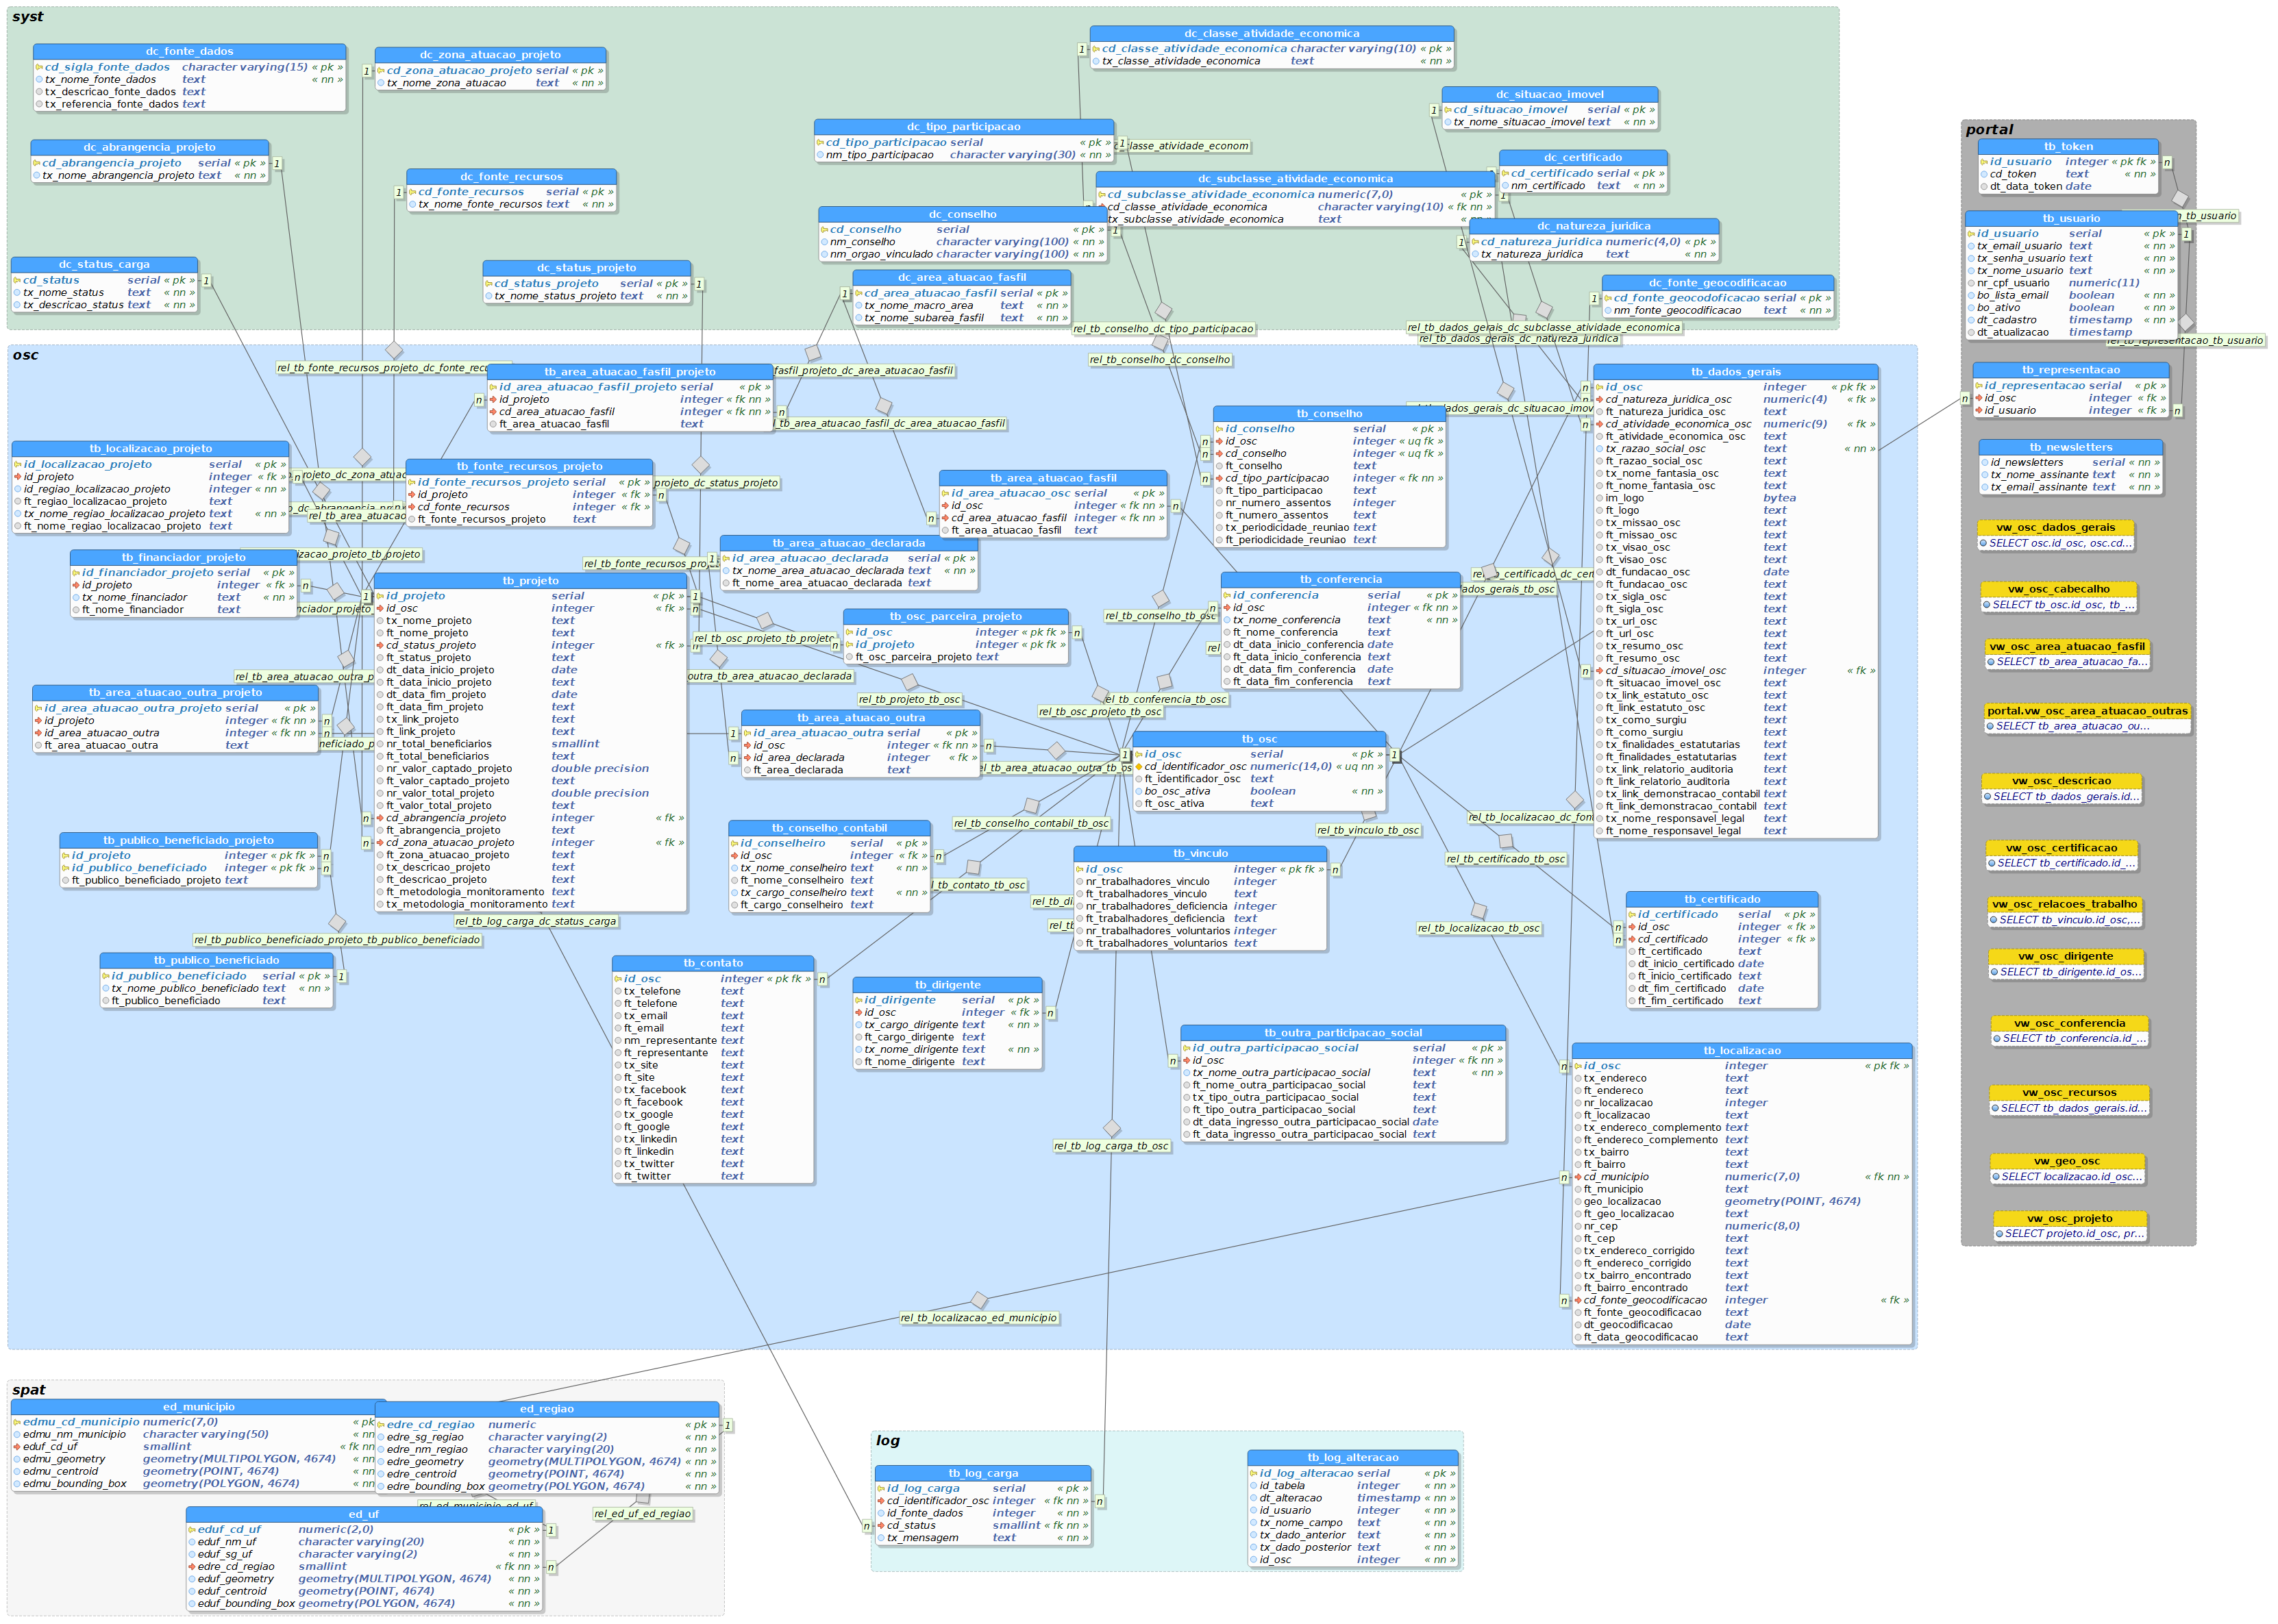 syst
dc_fonte_dados
cd_sigla_fonte_dados character varying(15) « pk »
tx_nome_fonte_dados text « nn »
tx_descricao_fonte_dados text
tx_referencia_fonte_dados text
dc_zona_atuacao_projeto
cd_zona_atuacao_projeto serial « pk »
tx_nome_zona_atuacao text « nn »
dc_classe_atividade_economica
cd_classe_atividade_economica character varying(10) « pk »
tx_classe_atividade_economica text « nn »
dc_situacao_imovel
cd_situacao_imovel serial « pk »
tx_nome_situacao_imovel text « nn »
dc_abrangencia_projeto
cd_abrangencia_projeto serial « pk »
tx_nome_abrangencia_projeto text « nn »
dc_fonte_recursos
cd_fonte_recursos serial « pk »
tx_nome_fonte_recursos text « nn »
dc_tipo_participacao
cd_tipo_participacao serial « pk »
nm_tipo_participacao character varying(30) « nn »
classe_atividade_econom
dc_certificado
cd_certificado serial « pk »
nm_certificado text « nn »
dc_subclasse_atividade_economica
cd_subclasse_atividade_economica numeric(7,0) « pk »
cd_classe_atividade_economica character varying(10) « fk nn »
tx_subclasse_atividade_economica text
dc_conselho
cd_conselho serial « pk »
nm_conselho character varying(100) « nn »
nm_orgao_vinculado character varying(100) « nn »
dc_natureza_juridica
cd_natureza_juridica numeric(4,0) « pk »
tx_natureza_juridica text « nn »
dc_status_carga
cd_status serial « pk »
tx_nome_status text « nn »
tx_descricao_status text « nn »
dc_status_projeto
cd_status_projeto serial « pk »
tx_nome_status_projeto text « nn »
dc_area_atuacao_fasfil
cd_area_atuacao_fasfil serial « pk »
tx_nome_macro_area text « nn »
tx_nome_subarea_fasfil text « nn »
dc_fonte_geocodificacao
cd_fonte_geocodoficacao serial « pk »
nm_fonte_geocodificacao text « nn »
rel_tb_conselho_dc_tipo_participacao
rel_tb_dados_gerais_dc_subclasse_atividade_economica
rel_tb_dados_gerais_dc_natureza_juridica
portal
tb_token
id_usuario integer « pk fk »
cd_token text « nn »
dt_data_token date
n_tb_usuario
tb_usuario
id_usuario serial « pk »
tx_email_usuario text « nn »
tx_senha_usuario text « nn »
tx_nome_usuario text « nn »
nr_cpf_usuario numeric(11)
bo_lista_email boolean « nn »
bo_ativo boolean « nn »
dt_cadastro timestamp « nn »
dt_atualizacao timestamp
rel_tb_representacao_tb_usuario
tb_representacao
id_representacao serial « pk »
id_osc integer « fk »
id_usuario integer « fk »
tb_newsletters
id_newsletters serial « nn »
tx_nome_assinante text « nn »
tx_email_assinante text « nn »
vw_osc_dados_gerais
SELECT osc.id_osc, osc.cd...
vw_osc_cabecalho
SELECT tb_osc.id_osc, tb_...
vw_osc_area_atuacao_fasfil
SELECT tb_area_atuacao_fa...
portal.vw_osc_area_atuacao_outras
SELECT tb_area_atuacao_ou...
vw_osc_descricao
SELECT tb_dados_gerais.id...
vw_osc_certificacao
SELECT tb_certificado.id_...
vw_osc_relacoes_trabalho
SELECT tb_vinculo.id_osc,...
vw_osc_dirigente
SELECT tb_dirigente.id_os...
vw_osc_conferencia
SELECT tb_conferencia.id_...
vw_osc_recursos
SELECT tb_dados_gerais.id...
vw_geo_osc
SELECT localizacao.id_osc...
vw_osc_projeto
SELECT projeto.id_osc, pr...
osc
rel_tb_fonte_recursos_projeto_dc_fonte_recu
tb_area_atuacao_fasfil_projeto
id_area_atuacao_fasfil_projeto serial « pk »
id_projeto integer « fk nn »
cd_area_atuacao_fasfil integer « fk nn »
ft_area_atuacao_fasfil text
fasfil_projeto_dc_area_atuacao_fasfil
tb_area_atuacao_fasfil_dc_area_atuacao_fasfil
rel_tb_conselho_dc_conselho
dados_gerais_dc_situacao_imov
tb_localizacao_projeto
id_localizacao_projeto serial « pk »
id_projeto integer « fk »
id_regiao_localizacao_projeto integer « nn »
ft_regiao_localizacao_projeto text
tx_nome_regiao_localizacao_projeto text « nn »
ft_nome_regiao_localizacao_projeto text
projeto_dc_zona_atuac
rel_tb_area_atuacao
tb_fonte_recursos_projeto
id_fonte_recursos_projeto serial « pk »
id_projeto integer « fk »
cd_fonte_recursos integer « fk »
ft_fonte_recursos_projeto text
projeto_dc_status_projeto
tb_area_atuacao_fasfil
id_area_atuacao_osc serial « pk »
id_osc integer « fk nn »
cd_area_atuacao_fasfil integer « fk nn »
ft_area_atuacao_fasfil text
tb_conselho
id_conselho serial « pk »
id_osc integer « uq fk »
cd_conselho integer « uq fk »
ft_conselho text
cd_tipo_participacao integer « fk nn »
ft_tipo_participacao text
nr_numero_assentos integer
ft_numero_assentos text
tx_periodicidade_reuniao text
ft_periodicidade_reuniao text
tb_dados_gerais
id_osc integer « pk fk »
cd_natureza_juridica_osc numeric(4) « fk »
ft_natureza_juridica_osc text
cd_atividade_economica_osc numeric(9) « fk »
ft_atividade_economica_osc text
tx_razao_social_osc text « nn »
ft_razao_social_osc text
tx_nome_fantasia_osc text
ft_nome_fantasia_osc text
im_logo bytea
ft_logo text
tx_missao_osc text
ft_missao_osc text
tx_visao_osc text
ft_visao_osc text
dt_fundacao_osc date
ft_fundacao_osc text
tx_sigla_osc text
ft_sigla_osc text
tx_url_osc text
ft_url_osc text
tx_resumo_osc text
ft_resumo_osc text
cd_situacao_imovel_osc integer « fk »
ft_situacao_imovel_osc text
tx_link_estatuto_osc text
ft_link_estatuto_osc text
tx_como_surgiu text
ft_como_surgiu text
tx_finalidades_estatutarias text
ft_finalidades_estatutarias text
tx_link_relatorio_auditoria text
ft_link_relatorio_auditoria text
tx_link_demonstracao_contabil text
ft_link_demonstracao_contabil text
tx_nome_responsavel_legal text
ft_nome_responsavel_legal text
tb_financiador_projeto
id_financiador_projeto serial « pk »
id_projeto integer « fk »
tx_nome_financiador text « nn »
ft_nome_financiador text
izacao_projeto_tb_projeto
nciador_projeto
rel_tb_fonte_recursos_proje
tb_area_atuacao_declarada
id_area_atuacao_declarada serial « pk »
tx_nome_area_atuacao_declarada text « nn »
ft_nome_area_atuacao_declarada text
tb_projeto
id_projeto serial « pk »
id_osc integer « fk »
tx_nome_projeto text
ft_nome_projeto text
cd_status_projeto integer « fk »
ft_status_projeto text
dt_data_inicio_projeto date
ft_data_inicio_projeto text
dt_data_fim_projeto date
ft_data_fim_projeto text
tx_link_projeto text
ft_link_projeto text
nr_total_beneficiarios smallint
ft_total_beneficiarios text
nr_valor_captado_projeto double precision
ft_valor_captado_projeto text
nr_valor_total_projeto double precision
ft_valor_total_projeto text
cd_abrangencia_projeto integer « fk »
ft_abrangencia_projeto text
cd_zona_atuacao_projeto integer « fk »
ft_zona_atuacao_projeto text
tx_descricao_projeto text
ft_descricao_projeto text
ft_metodologia_monitoramento text
tx_metodologia_monitoramento text
tb_osc_parceira_projeto
id_osc integer « pk fk »
id_projeto integer « pk fk »
ft_osc_parceira_projeto text
rel_tb_osc_projeto_tb_projeto
outra_tb_area_atuacao_declarada
rel_tb_projeto_tb_osc
rel_tb_osc_projeto_tb_osc
rel_tb_conselho_tb_osc
rel_tb_conferencia_tb_osc
tb_conferencia
id_conferencia serial « pk »
id_osc integer « fk nn »
tx_nome_conferencia text « nn »
ft_nome_conferencia text
dt_data_inicio_conferencia date
ft_data_inicio_conferencia text
dt_data_fim_conferencia date
ft_data_fim_conferencia text
rel_tb_certificado_dc_cert
dados_gerais_tb_osc
rel_tb_area_atuacao_outra_p
tb_area_atuacao_outra_projeto
id_area_atuacao_outra_projeto serial « pk »
id_projeto integer « fk nn »
id_area_atuacao_outra integer « fk nn »
ft_area_atuacao_outra text
neficiado_p
tb_area_atuacao_outra
id_area_atuacao_outra serial « pk »
id_osc integer « fk nn »
id_area_declarada integer « fk »
ft_area_declarada text
rel_tb_area_atuacao_outra_tb_os
tb_osc
id_osc serial « pk »
cd_identificador_osc numeric(14,0) « uq nn »
ft_identificador_osc text
bo_osc_ativa boolean « nn »
ft_osc_ativa text
tb_publico_beneficiado_projeto
id_projeto integer « pk fk »
id_publico_beneficiado integer « pk fk »
ft_publico_beneficiado_projeto text
tb_conselho_contabil
id_conselheiro serial « pk »
id_osc integer « fk »
tx_nome_conselheiro text « nn »
ft_nome_conselheiro text
tx_cargo_conselheiro text « nn »
ft_cargo_conselheiro text
rel_tb_conselho_contabil_tb_osc
rel_tb_vinculo_tb_osc
rel_tb_localizacao_dc_font
rel_tb_certificado_tb_osc
l_tb_contato_tb_osc
rel_tb_di
tb_vinculo
id_osc integer « pk fk »
nr_trabalhadores_vinculo integer
ft_trabalhadores_vinculo text
nr_trabalhadores_deficiencia integer
ft_trabalhadores_deficiencia text
nr_trabalhadores_voluntarios integer
ft_trabalhadores_voluntarios text
tb_certificado
id_certificado serial « pk »
id_osc integer « fk »
cd_certificado integer « fk »
ft_certificado text
dt_inicio_certificado date
ft_inicio_certificado text
dt_fim_certificado date
ft_fim_certificado text
rel_tb_log_carga_dc_status_carga
rel_tb_publico_beneficiado_projeto_tb_publico_beneficiado
rel_tb_localizacao_tb_osc
tb_publico_beneficiado
id_publico_beneficiado serial « pk »
tx_nome_publico_beneficiado text « nn »
ft_publico_beneficiado text
tb_contato
id_osc integer « pk fk »
tx_telefone text
ft_telefone text
tx_email text
ft_email text
nm_representante text
ft_representante text
tx_site text
ft_site text
tx_facebook text
ft_facebook text
tx_google text
ft_google text
tx_linkedin text
ft_linkedin text
tx_twitter text
ft_twitter text
tb_dirigente
id_dirigente serial « pk »
id_osc integer « fk »
tx_cargo_dirigente text « nn »
ft_cargo_dirigente text
tx_nome_dirigente text « nn »
ft_nome_dirigente text
tb_outra_participacao_social
id_outra_participacao_social serial « pk »
id_osc integer « fk nn »
tx_nome_outra_participacao_social text « nn »
ft_nome_outra_participacao_social text
tx_tipo_outra_participacao_social text
ft_tipo_outra_participacao_social text
dt_data_ingresso_outra_participacao_social date
ft_data_ingresso_outra_participacao_social text
rel_tb_log_carga_tb_osc
tb_localizacao
id_osc integer « pk fk »
tx_endereco text
ft_endereco text
nr_localizacao integer
ft_localizacao text
tx_endereco_complemento text
ft_endereco_complemento text
tx_bairro text
ft_bairro text
cd_municipio numeric(7,0) « fk nn »
ft_municipio text
geo_localizacao geometry(POINT, 4674)
ft_geo_localizacao text
nr_cep numeric(8,0)
ft_cep text
tx_endereco_corrigido text
ft_endereco_corrigido text
tx_bairro_encontrado text
ft_bairro_encontrado text
cd_fonte_geocodificacao integer « fk »
ft_fonte_geocodificacao text
dt_geocodificacao date
ft_data_geocodificacao text
rel_tb_localizacao_ed_municipio
spat
ed_municipio
edmu_cd_municipio numeric(7,0) « pk
edmu_nm_municipio character varying(50) « nn
eduf_cd_uf smallint « fk nn
edmu_geometry geometry(MULTIPOLYGON, 4674) « nn
edmu_centroid geometry(POINT, 4674) « nn
edmu_bounding_box geometry(POLYGON, 4674) « nn
ed_regiao
edre_cd_regiao numeric « pk »
edre_sg_regiao character varying(2) « nn »
edre_nm_regiao character varying(20) « nn »
edre_geometry geometry(MULTIPOLYGON, 4674) « nn »
edre_centroid geometry(POINT, 4674) « nn »
edre_bounding_box geometry(POLYGON, 4674) « nn »
rel_ed_municipio_ed_uf
rel_ed_uf_ed_regiao
ed_uf
eduf_cd_uf numeric(2,0) « pk »
eduf_nm_uf character varying(20) « nn »
eduf_sg_uf character varying(2) « nn »
edre_cd_regiao smallint « fk nn »
eduf_geometry geometry(MULTIPOLYGON, 4674) « nn »
eduf_centroid geometry(POINT, 4674) « nn »
eduf_bounding_box geometry(POLYGON, 4674) « nn »
log
tb_log_carga
id_log_carga serial « pk »
cd_identificador_osc integer « fk nn »
id_fonte_dados integer « nn »
cd_status smallint « fk nn »
tx_mensagem text « nn »
tb_log_alteracao
id_log_alteracao serial « pk »
id_tabela integer « nn »
dt_alteracao timestamp « nn »
id_usuario integer « nn »
tx_nome_campo text « nn »
tx_dado_anterior text « nn »
tx_dado_posterior text « nn »
id_osc integer « nn »